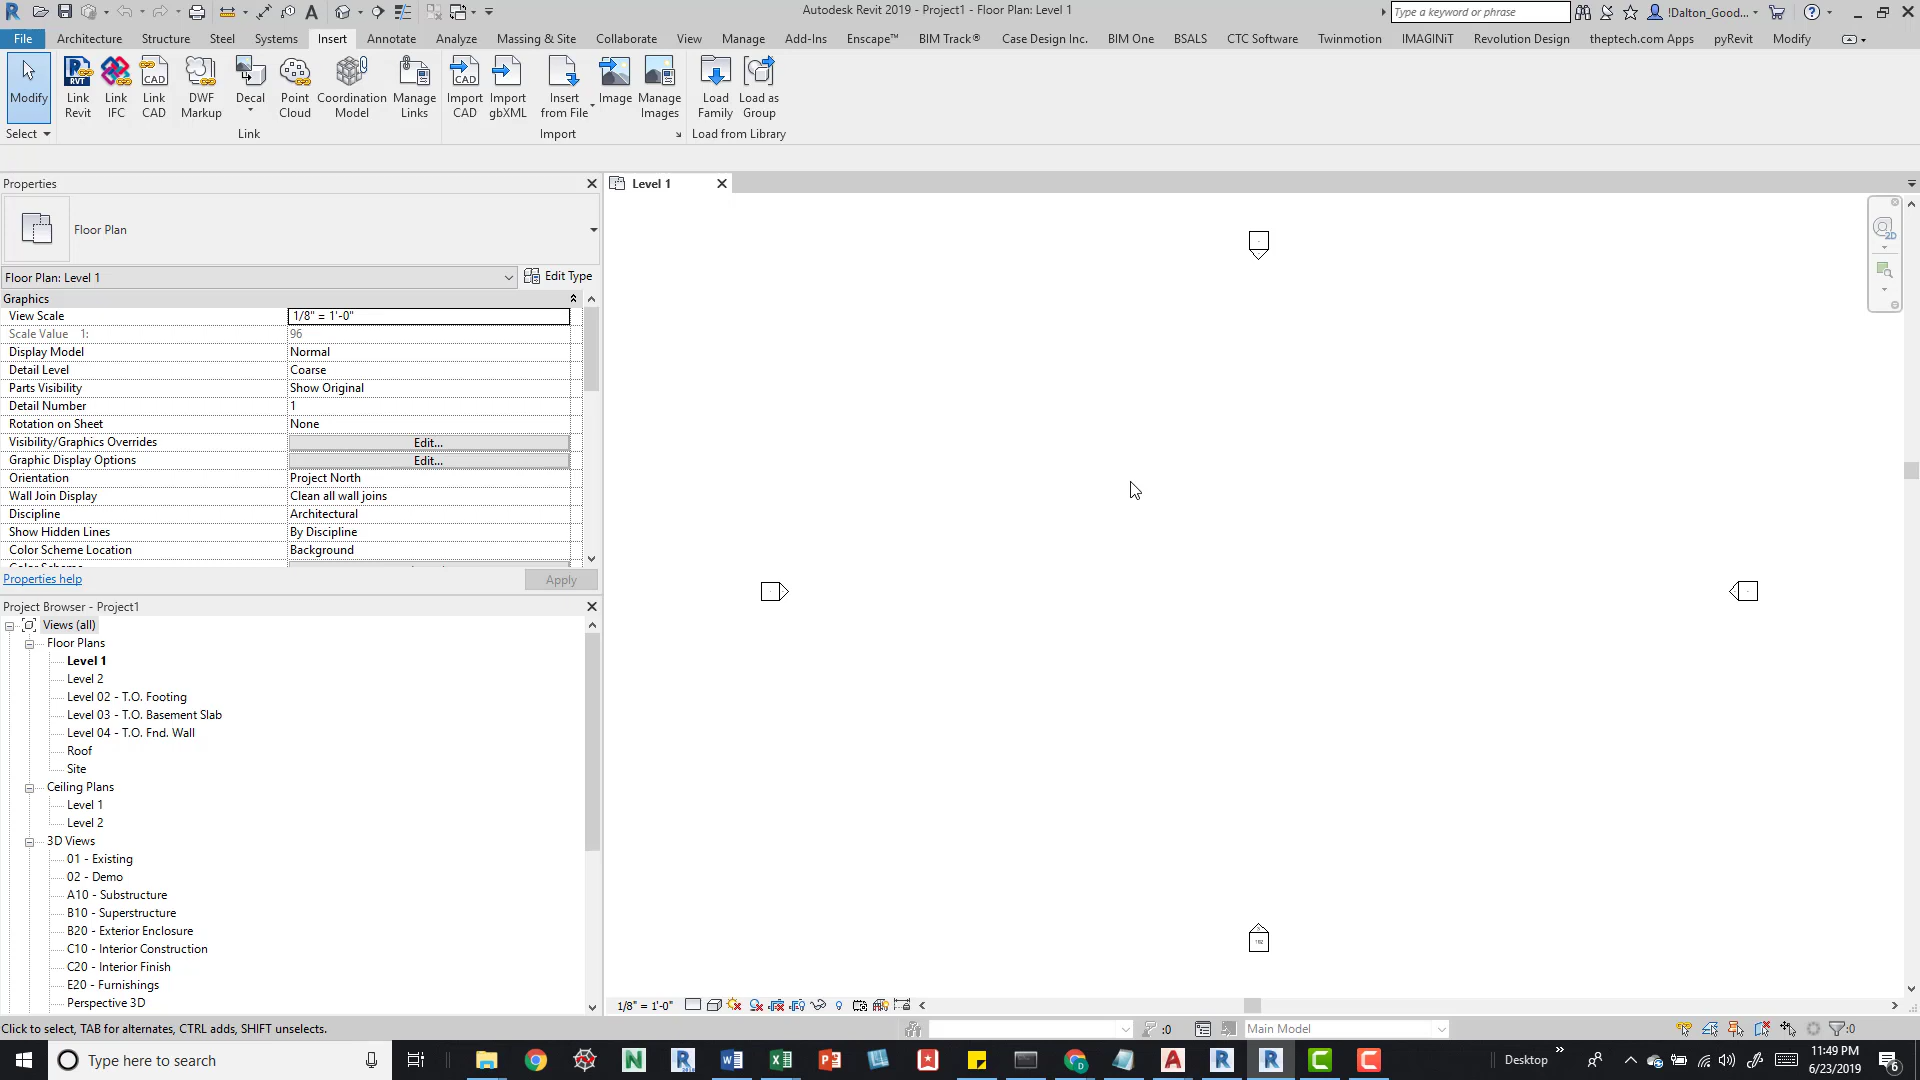 Autodesk Revit 2019 - Project1 - Floor Plan: Level 1
Type a keyword or phrase
!Dalton_Good...
File Architecture Structure Steel Systems Insert Annotate Analyze Massing & Site Collaborate View Manage Add-Ins Enscape™ BIM Track® Case Design Inc. BIM One BSALS CTC Software Twinmotion IMAGINiT Revolution Design theptech.com Apps pyRevit Modify
Modify
Link Revit
Link IFC
Link CAD
DWF Markup
Decal
Point Cloud
Coordination Model
Manage Links
Import CAD
Import gbXML
Insert from File
Image
Manage Images
Load Family
Load as Group
Select
Link
Import
Load from Library
Properties
Floor Plan
Floor Plan: Level 1
Edit Type
Graphics
View Scale 1/8" = 1'-0"
Scale Value 1: 96
Display Model Normal
Detail Level Coarse
Parts Visibility Show Original
Detail Number 1
Rotation on Sheet None
Visibility/Graphics Overrides Edit...
Graphic Display Options Edit...
Orientation Project North
Wall Join Display Clean all wall joins
Discipline Architectural
Show Hidden Lines By Discipline
Color Scheme Location Background
Properties help
Apply
Project Browser - Project1
Views (all)
Floor Plans
Level 1
Level 2
Level 02 - T.O. Footing
Level 03 - T.O. Basement Slab
Level 04 - T.O. Fnd. Wall
Roof
Site
Ceiling Plans
Level 1
Level 2
3D Views
01 - Existing
02 - Demo
A10 - Substructure
B10 - Superstructure
B20 - Exterior Enclosure
C10 - Interior Construction
C20 - Interior Finish
E20 - Furnishings
Perspective 3D
Level 1
2D
1/8" = 1'-0"
Click to select, TAB for alternates, CTRL adds, SHIFT unselects.
:0
Main Model
:0
Type here to search
Desktop
11:49 PM
6/23/2019
6